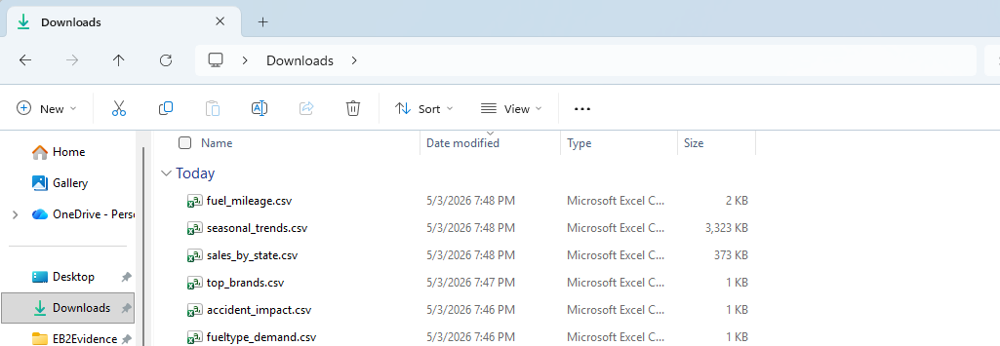 Downloads
Downloads
New
Sort
View
Name Date modified Type Size
Home
Gallery
OneDrive - Pers
Desktop
Downloads
EB2Evidence
Today
fuel_mileage.csv 5/3/2026 7:48 PM Microsoft Excel C... 2 KB
seasonal_trends.csv 5/3/2026 7:48 PM Microsoft Excel C... 3,323 KB
sales_by_state.csv 5/3/2026 7:48 PM Microsoft Excel C... 373 KB
top_brands.csv 5/3/2026 7:47 PM Microsoft Excel C... 1 KB
accident_impact.csv 5/3/2026 7:46 PM Microsoft Excel C... 1 KB
fueltype_demand.csv 5/3/2026 7:46 PM Microsoft Excel C... 1 KB